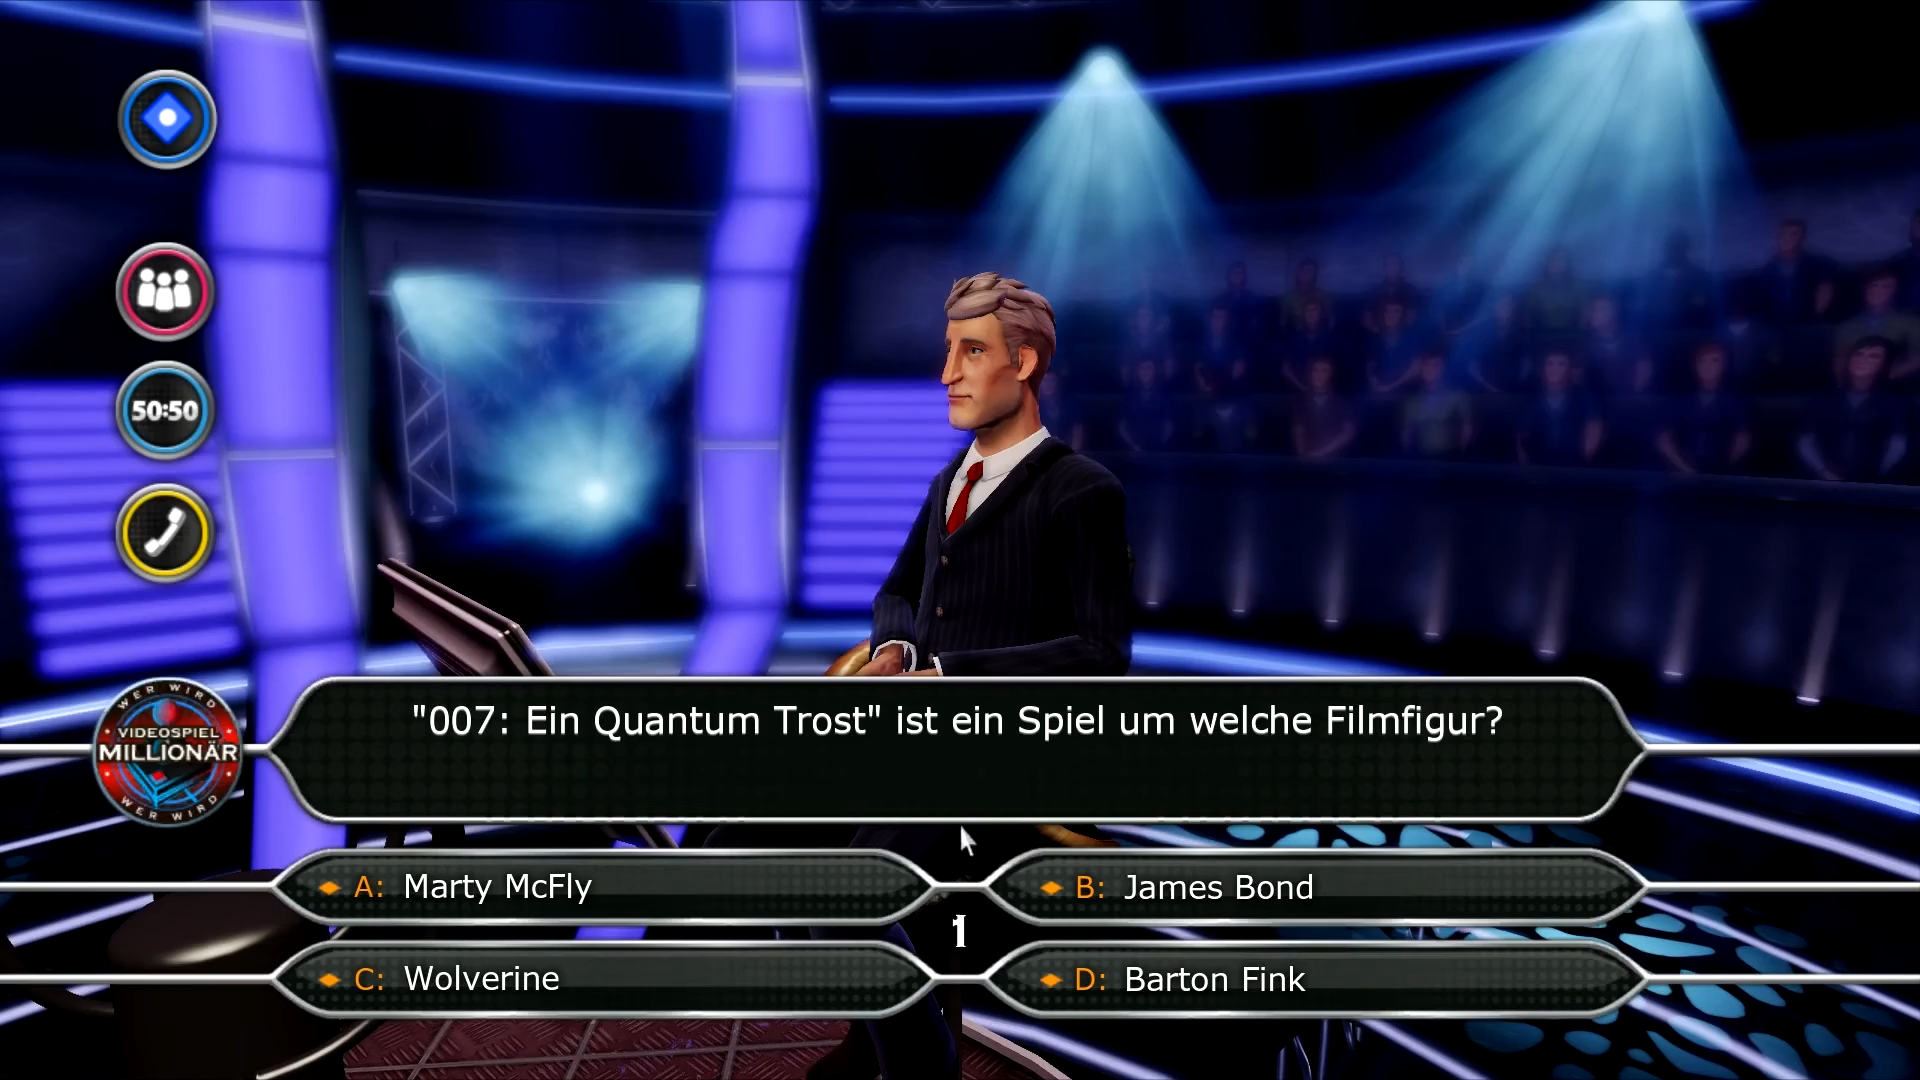 50:50
WER WIRD
VIDEOSPIEL
MILLIONÄR
WER WIRD
"007: Ein Quantum Trost" ist ein Spiel um welche Filmfigur?
A: Marty McFly
B: James Bond
1
C: Wolverine
D: Barton Fink